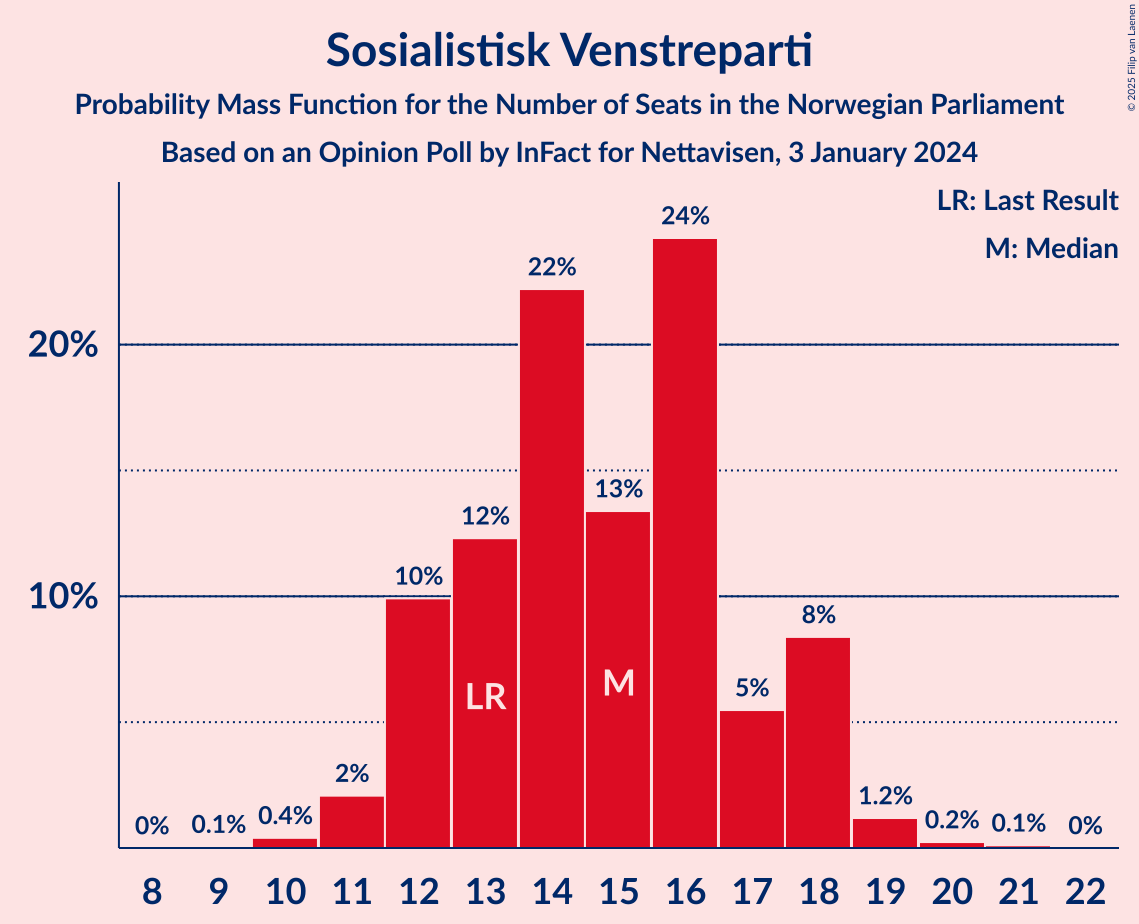 Sosialistisk Venstreparti
Probability Mass Function for the Number of Seats in the Norwegian Parliament
Based on an Opinion Poll by InFact for Nettavisen, 3 January 2024
© 2025 Filip van Laenen
LR: Last Result
M: Median
20%
10%
0%
0.1%
0.4%
2%
10%
12%
22%
13%
24%
5%
8%
1.2%
0.2%
0.1%
0%
LR
M
8 9 10 11 12 13 14 15 16 17 18 19 20 21 22